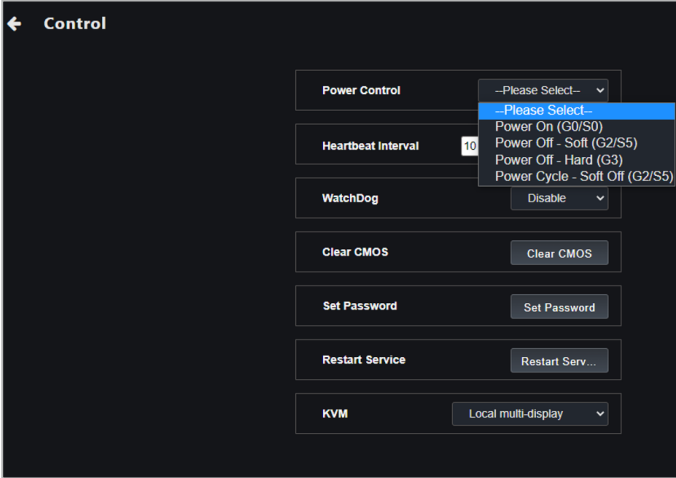 Control
Power Control
--Please Select--
--Please Select--
Power On (G0/S0)
Power Off - Soft (G2/S5)
Power Off - Hard (G3)
Power Cycle - Soft Off (G2/S5)
Heartbeat Interval
10
WatchDog
Disable
Clear CMOS
Clear CMOS
Set Password
Set Password
Restart Service
Restart Serv...
KVM
Local multi-display